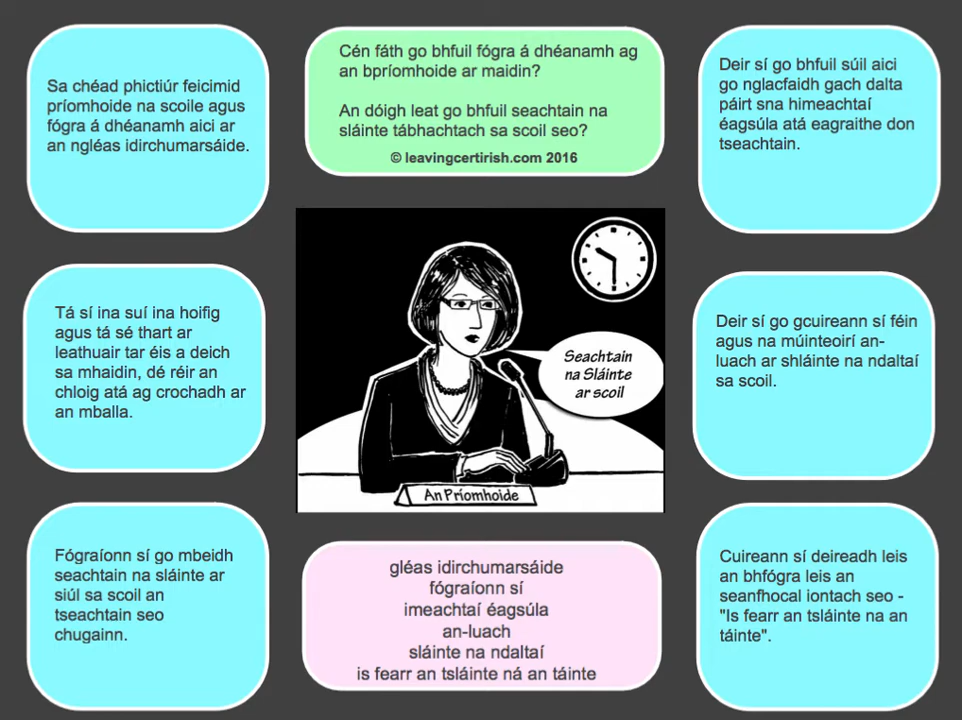 Sa chéad phictiúr feicimid
príomhoide na scoile agus
fógra á dhéanamh aici ar
an ngléas idirchumarsáide.
Cén fáth go bhfuil fógra á dhéanamh ag
an bpríomhoide ar maidin?
An dóigh leat go bhfuil seachtain na
sláinte tábhachtach sa scoil seo?
© leavingcertirish.com 2016
Deir sí go bhfuil súil aici
go nglacfaidh gach dalta
páirt sna himeachtaí
éagsúla atá eagraithe don
tseachtain.
Tá sí ina suí ina hoifig
agus tá sé thart ar
leathuair tar éis a deich
sa mhaidin, dé réir an
chloig atá ag crochadh ar
an mballa.
Seachtain
na Sláinte
ar scoil
An Príomhoide
Deir sí go gcuireann sí féin
agus na múinteoirí an-
luach ar shláinte na ndaltaí
sa scoil.
Fógraíonn sí go mbeidh
seachtain na sláinte ar
siúl sa scoil an
tseachtain seo
chugainn.
gléas idirchumarsáide
fógraíonn sí
imeachtaí éagsúla
an-luach
sláinte na ndaltaí
is fearr an tsláinte ná an táinte
Cuireann sí deireadh leis
an bhfógra leis an
seanfhocal iontach seo -
"Is fearr an tsláinte na an
táinte".